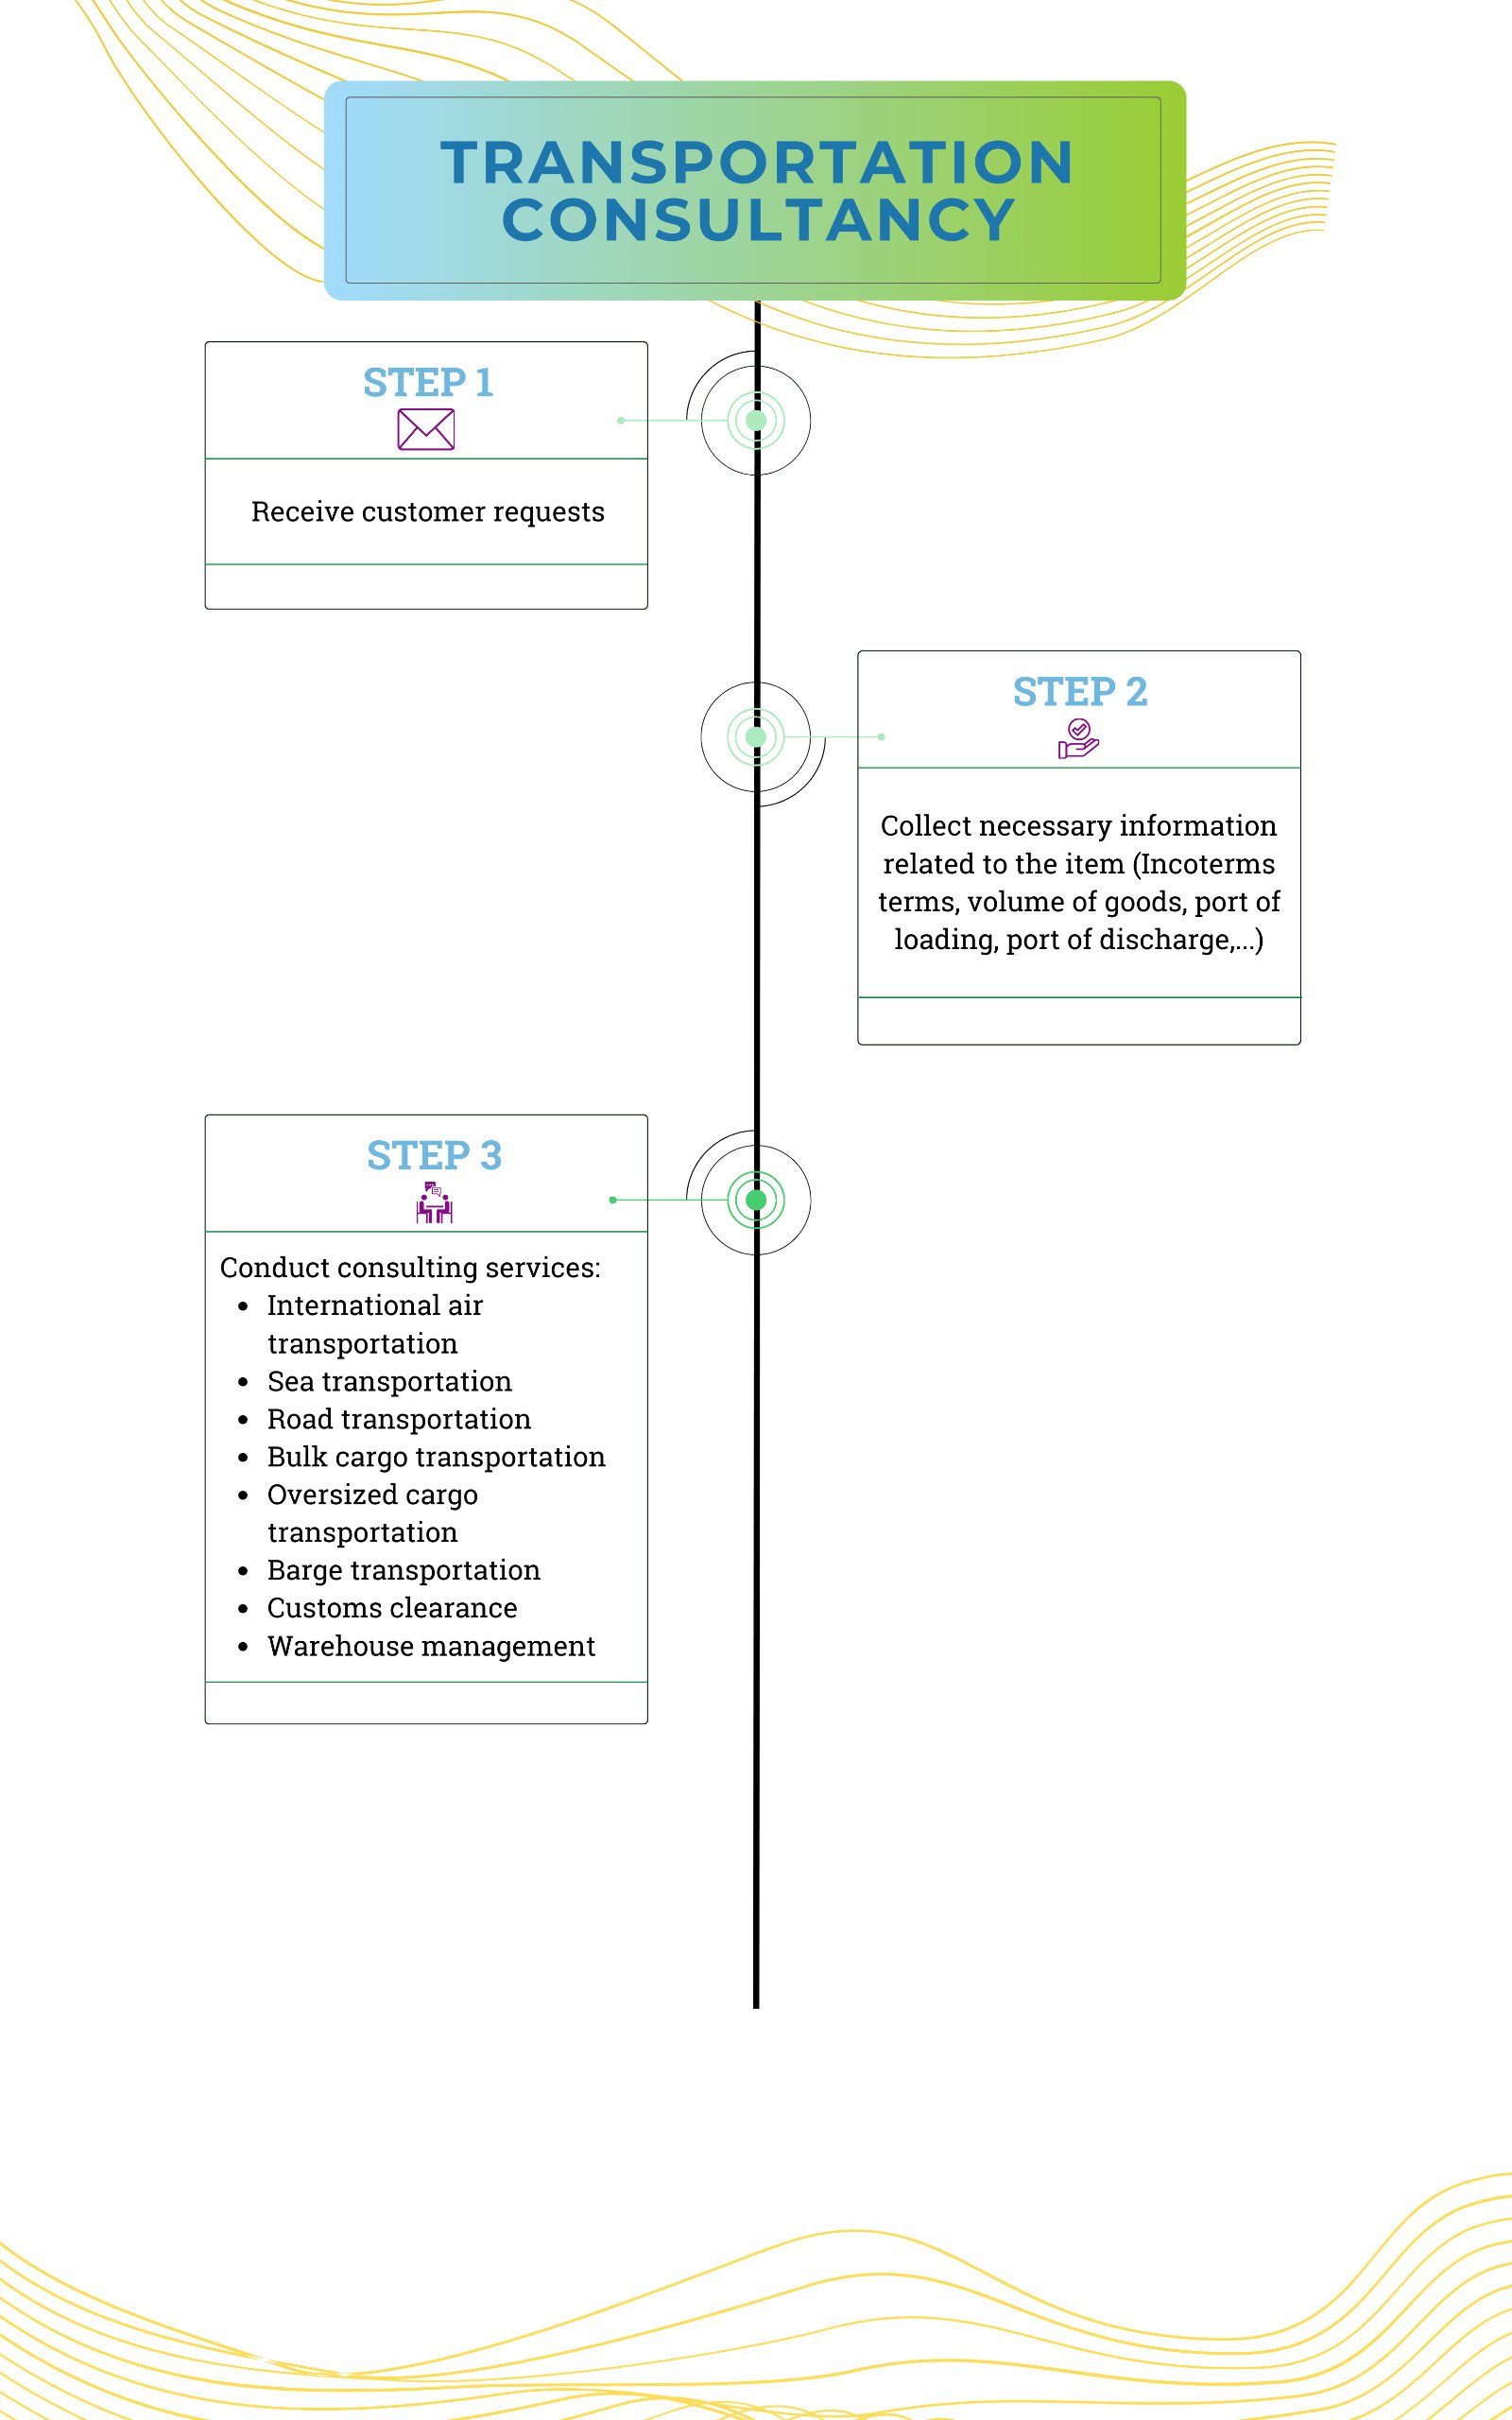 TRANSPORTATION
CONSULTANCY
STEP 1
Receive customer requests
STEP 2
Collect necessary information
related to the item (Incoterms
terms, volume of goods, port of
loading, port of discharge,...)
STEP 3
Conduct consulting services:
• International air
transportation
• Sea transportation
• Road transportation
• Bulk cargo transportation
• Oversized cargo
transportation
• Barge transportation
• Customs clearance
• Warehouse management